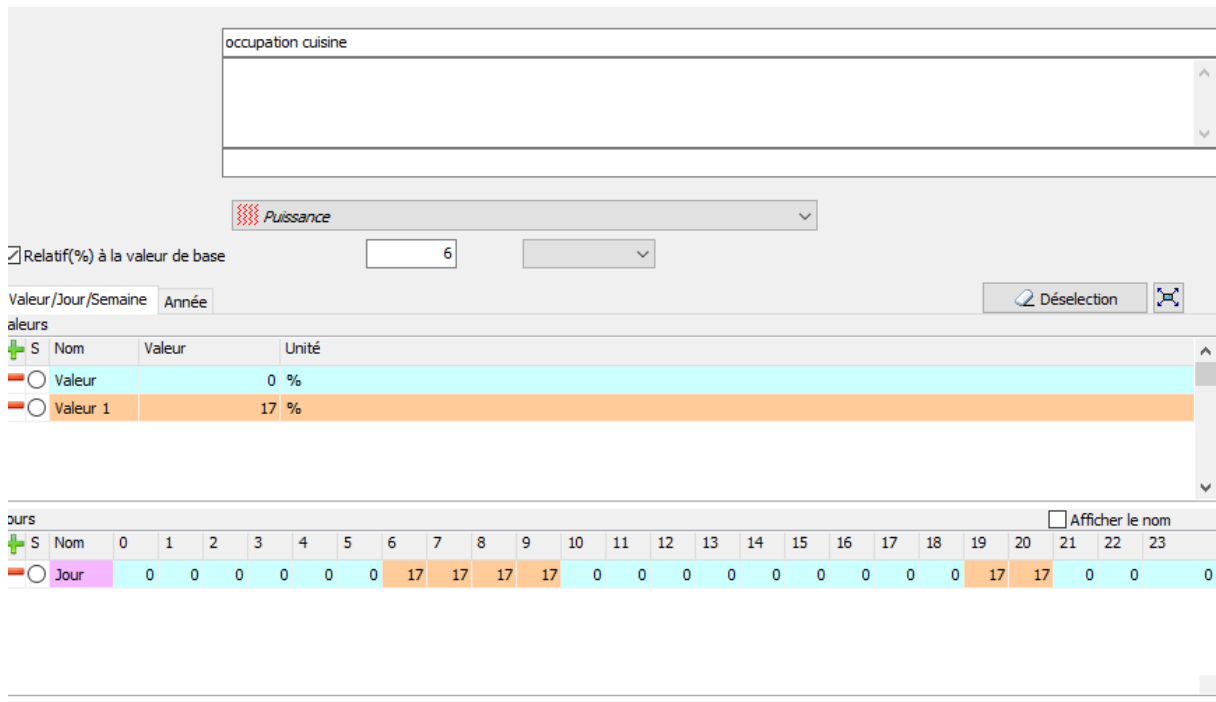 occupation cuisine
Puissance
Relatif(%) à la valeur de base 6
Valeur/Jour/Semaine Année Déselection
aleurs
S Nom Valeur Unité
Valeur 0 %
Valeur 1 17 %
ours Afficher le nom
S Nom 0 1 2 3 4 5 6 7 8 9 10 11 12 13 14 15 16 17 18 19 20 21 22 23
Jour 0 0 0 0 0 0 17 17 17 17 0 0 0 0 0 0 0 0 0 17 17 0 0 0